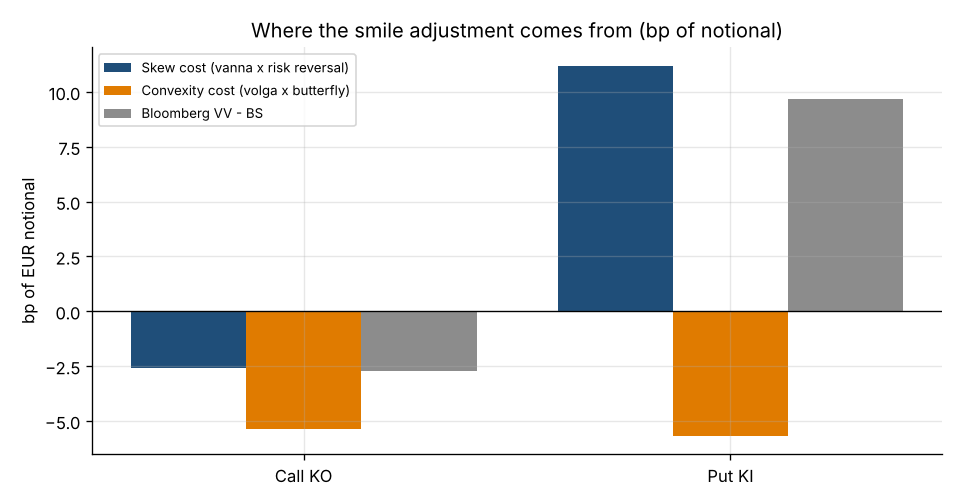 Where the smile adjustment comes from (bp of notional)
Skew cost (vanna x risk reversal)
Convexity cost (volga x butterfly)
Bloomberg VV - BS
bp of EUR notional
10.0
7.5
5.0
2.5
0.0
−2.5
−5.0
Call KO
Put KI